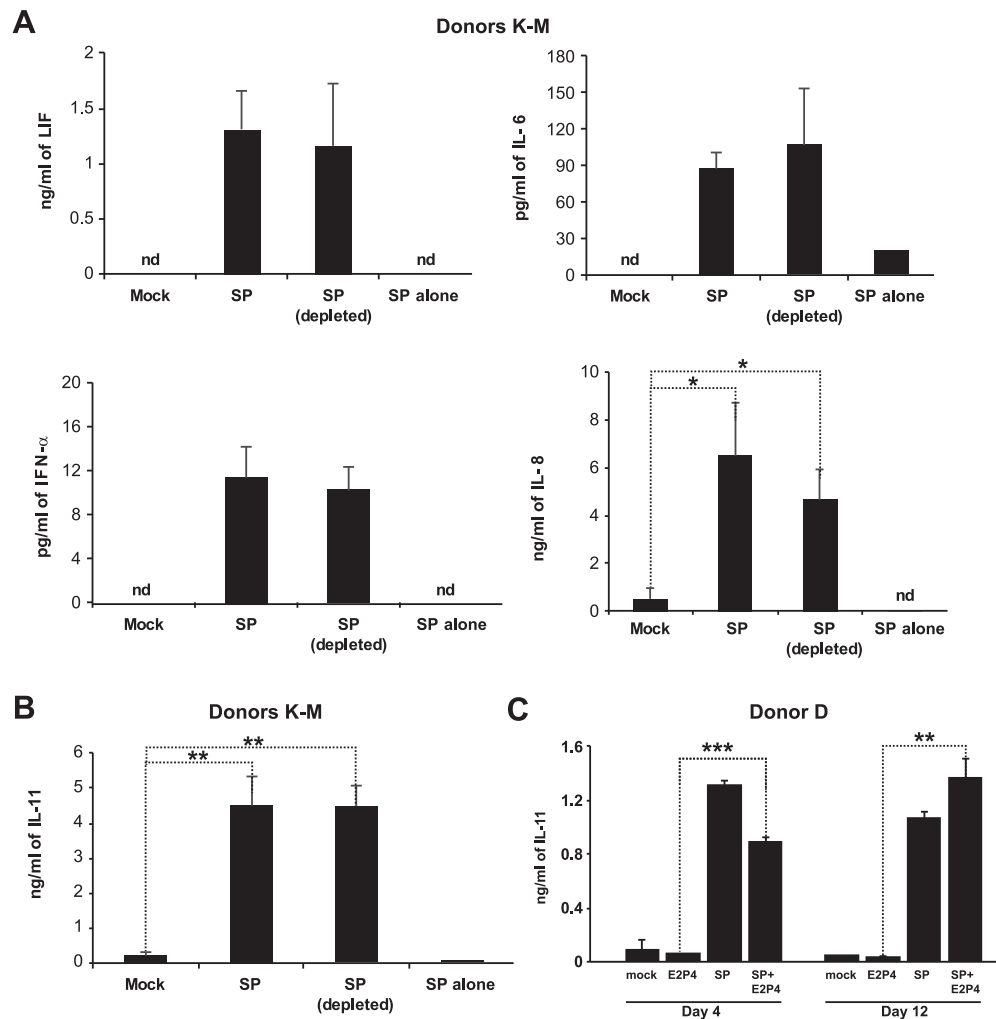 A
Donors K-M
ng/ml of LIF
2
1.5
1
0.5
0
nd
nd
Mock
SP
SP
(depleted)
SP alone
pg/ml of IL-6
180
150
120
90
60
30
0
nd
Mock
SP
SP
(depleted)
SP alone
pg/ml of IFN-α
20
16
12
8
4
0
nd
nd
Mock
SP
SP
(depleted)
SP alone
ng/ml of IL-8
10
8
6
4
2
0
*
*
nd
Mock
SP
SP
(depleted)
SP alone
B
Donors K-M
ng/ml of IL-11
6
5
4
3
2
1
0
**
**
Mock
SP
SP
(depleted)
SP alone
C
Donor D
ng/ml of IL-11
1.6
1.2
0.8
0.4
0
***
**
mock
E2P4
SP
SP+
E2P4
mock
E2P4
SP
SP+
E2P4
Day 4
Day 12